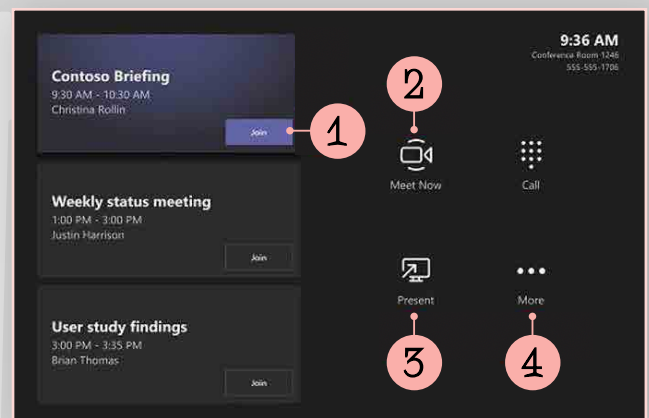 9:36 AM
Conference Room 1246
555-555-1706
Contoso Briefing
9:30 AM - 10:30 AM
Christina Rollin
Join
1
2
Meet Now
Call
Weekly status meeting
1:00 PM - 3:00 PM
Justin Harrison
Join
Present
More
User study findings
3:00 PM - 3:35 PM
Brian Thomas
Join
3
4